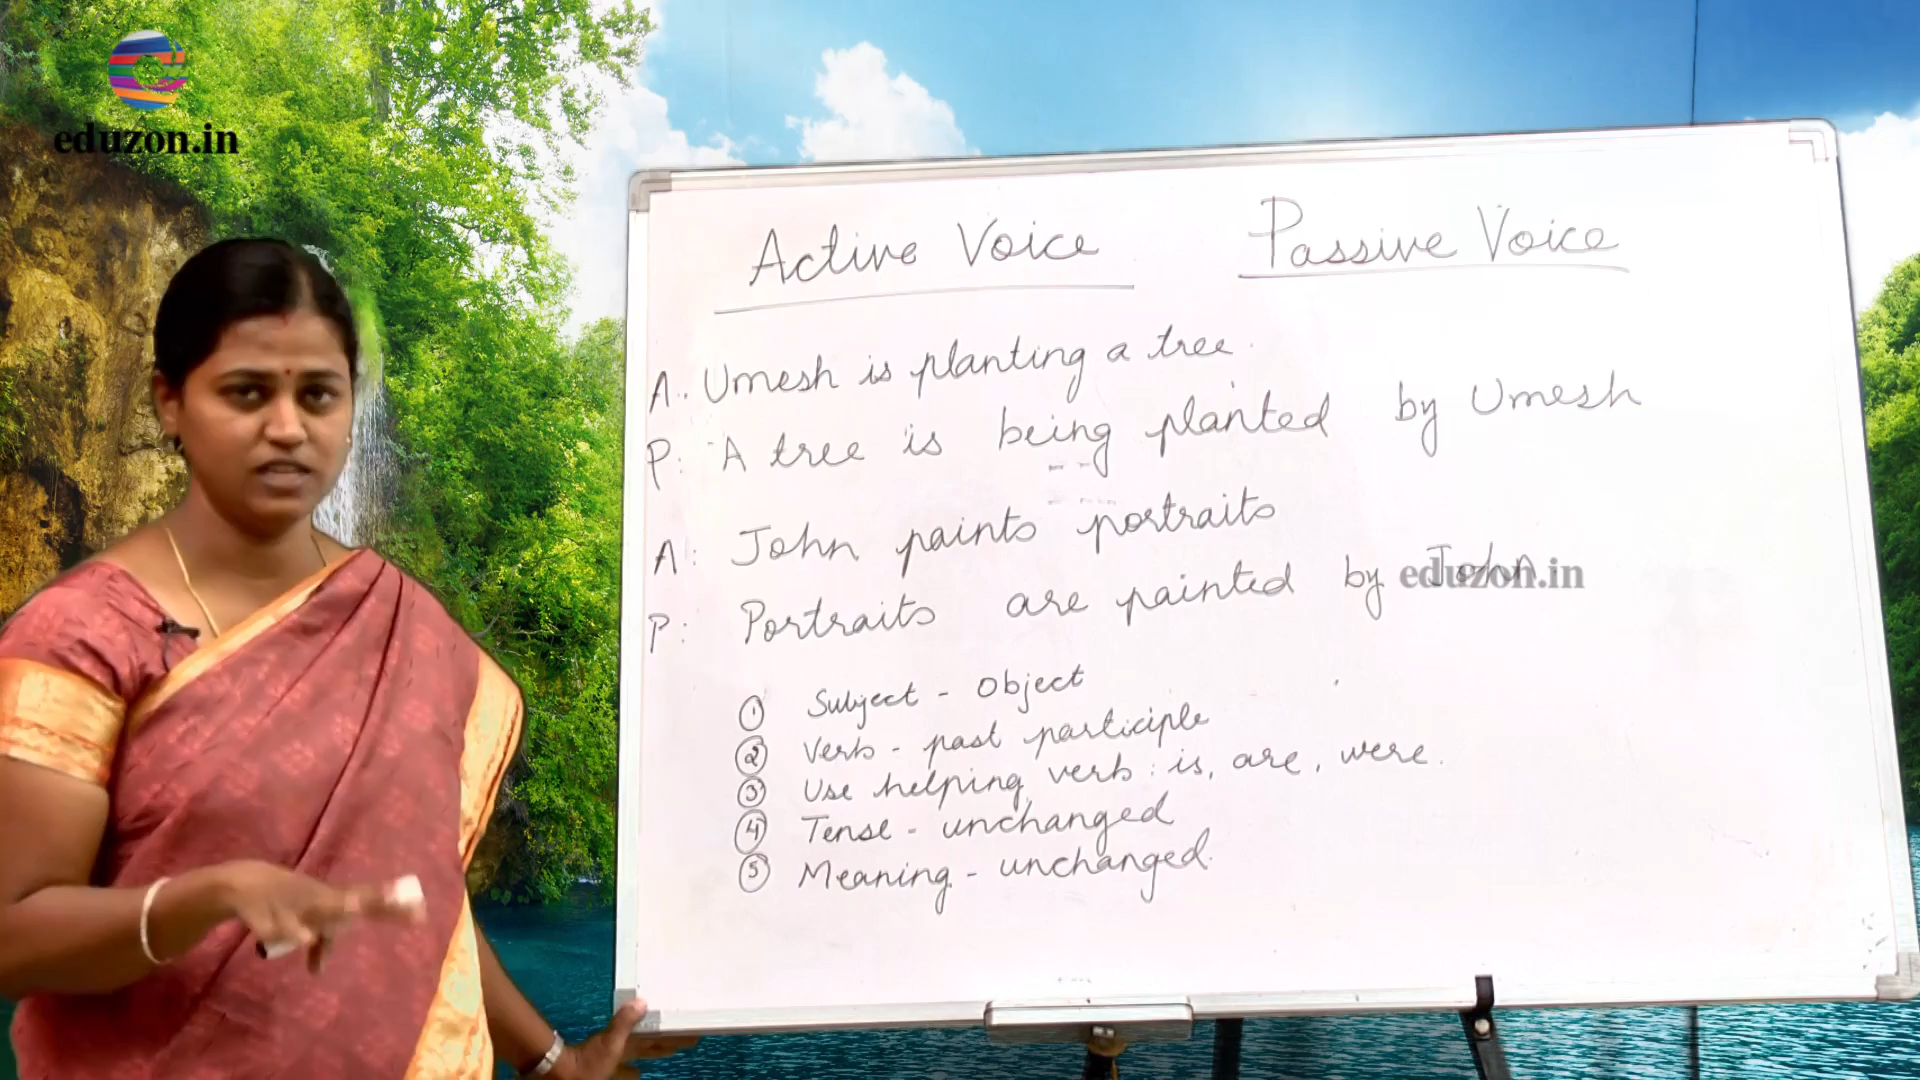 eduzon.in
Active Voice Passive Voice
A. Umesh is planting a tree.
P: A tree is being planted by Umesh
A: John paints portraits
P: Portraits are painted by John
eduzon.in
① Subject - Object
② Verb - past participle
③ Use helping verb : is, are, were.
④ Tense - unchanged
⑤ Meaning - unchanged.